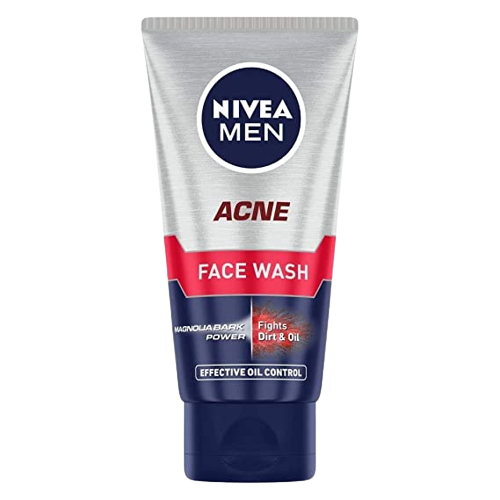 NIVEA
MEN
ACNE
FACE WASH
MAGNOLIA BARK
POWER
Fights
Dirt & Oil
EFFECTIVE OIL CONTROL